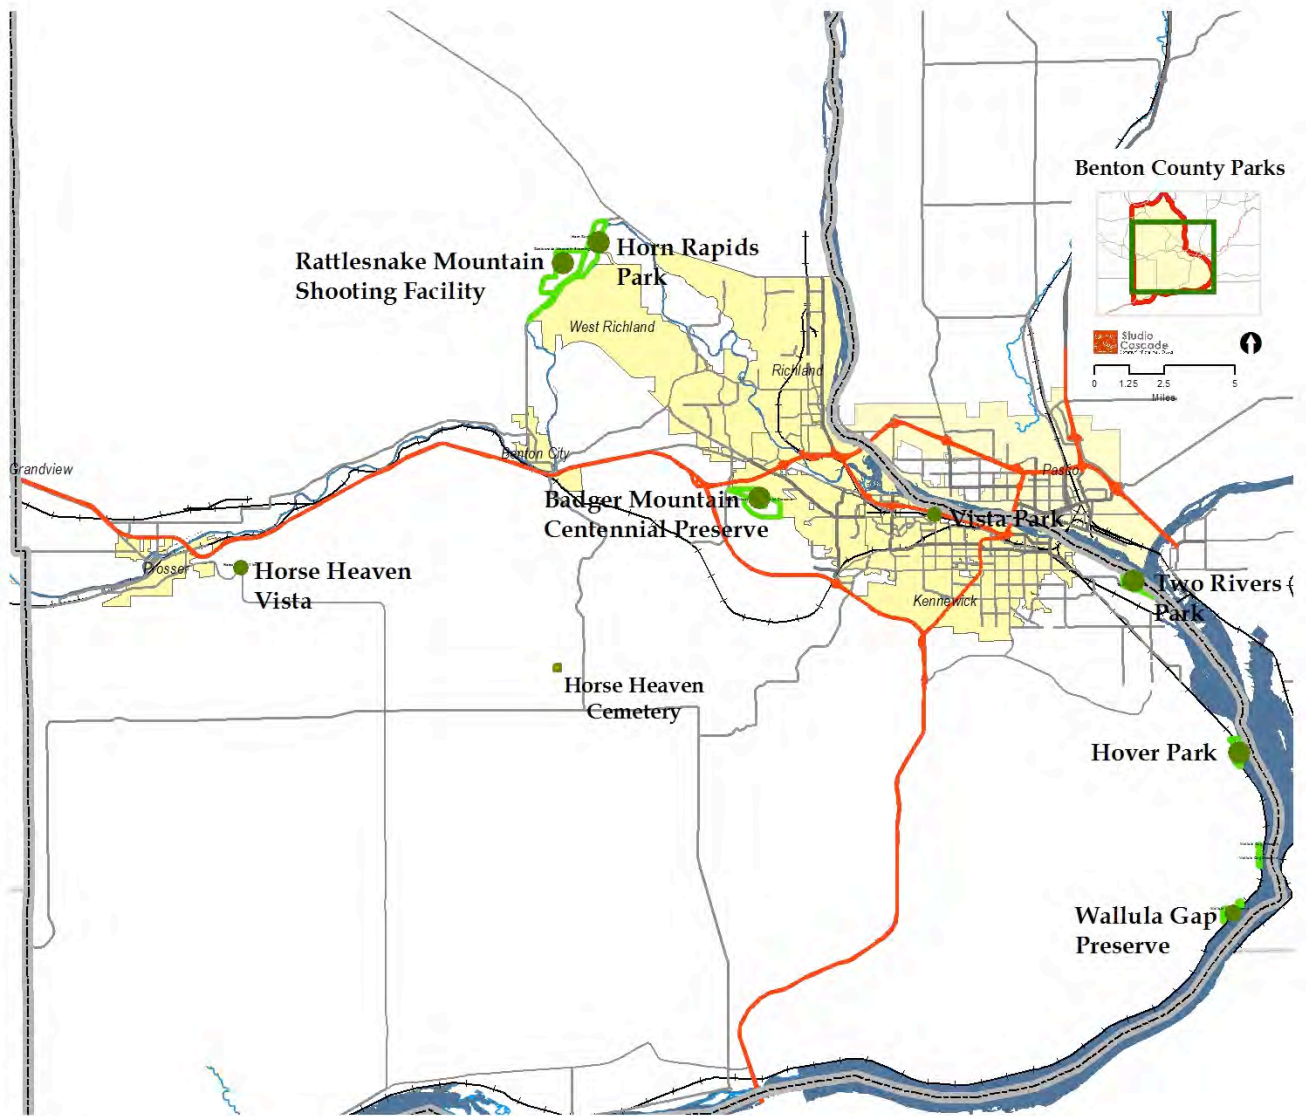 Benton County Parks
Horn Rapids
Park
Rattlesnake Mountain
Shooting Facility
West Richland
Studio
Cascade
0 1.25 2.5 5
Miles
Richland
Grandview
Benton City
Pasco
Badger Mountain
Centennial Preserve
Vista Park
Prosser
Horse Heaven
Vista
Two Rivers
Park
Kennewick
Horse Heaven
Cemetery
Hover Park
Wallula Gap
Preserve